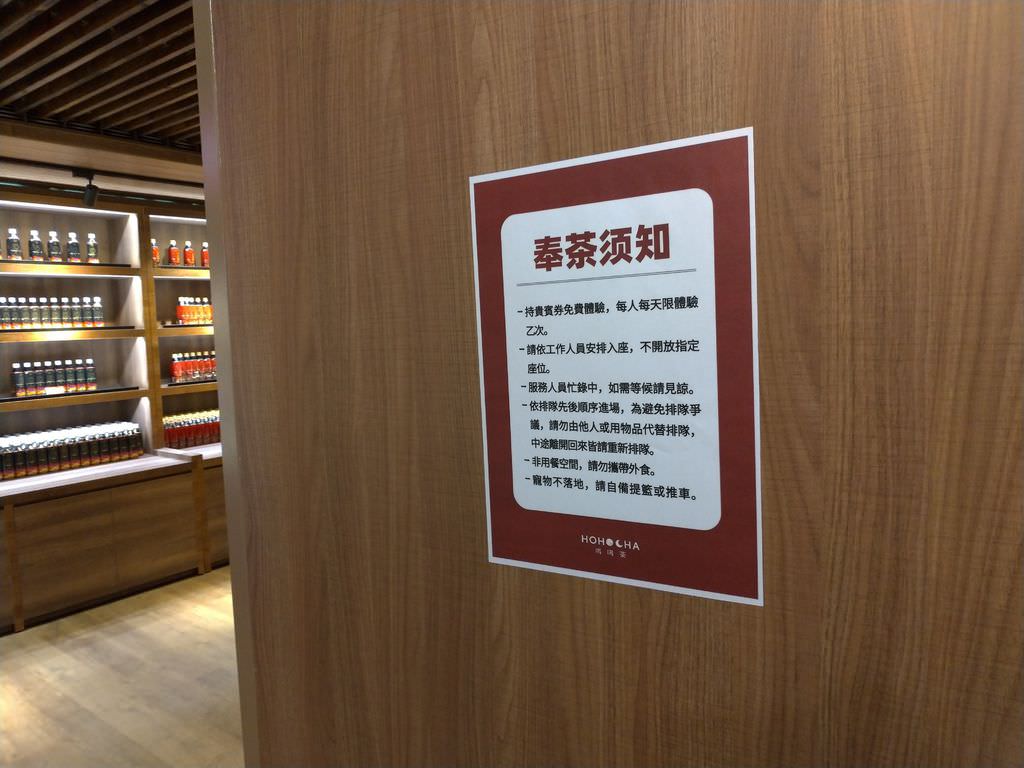 奉茶须知
-持貴賓券免費體驗，每人每天限體驗
乙次。
-請依工作人員安排入座，不開放指定
座位。
-服務人員忙錄中，如需等候請見諒。
-依排隊先後順序進場，為避免排隊爭
議，請勿由他人或用物品代替排隊，
中途離開回來皆請重新排隊。
-非用餐空間，請勿攜帶外食。
-寵物不落地，請自備提籃或推車。
HOHOCHA